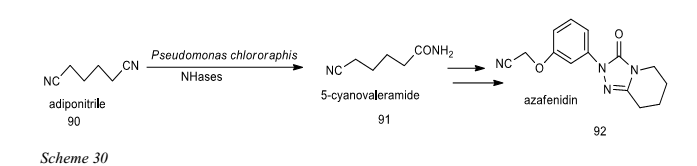 Pseudomonas chlororaphis
NHases
NC
CN
adiponitrile
90
NC
CONH₂
5-cyanovaleramide
91
NC
O
O
N
N
N
azafenidin
92
Scheme 30